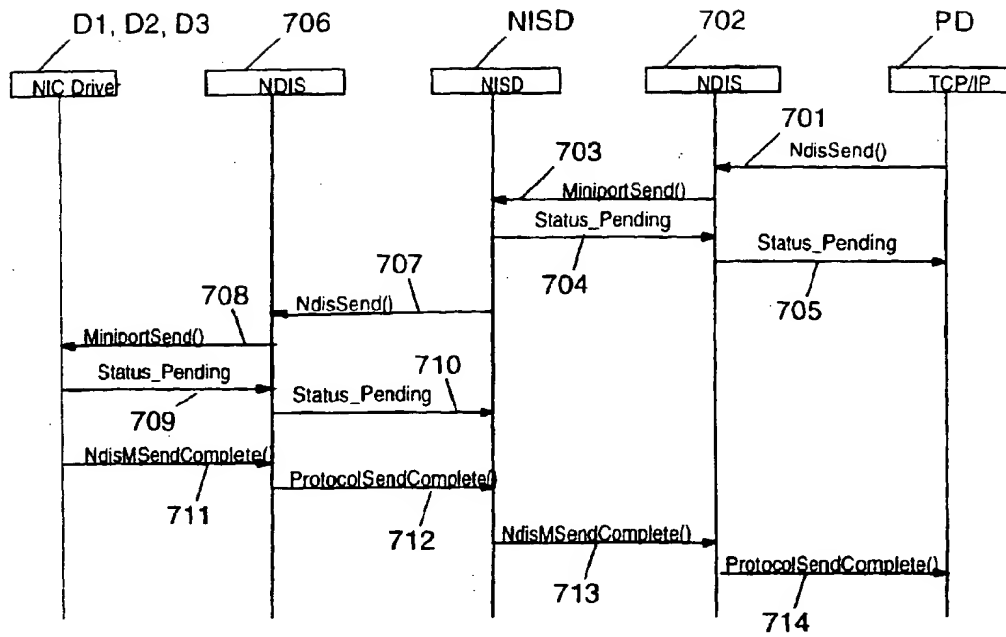 D1, D2, D3 706 NISD 702 PD
NIC Driver NDIS NISD NDIS TCP/IP
701
NdisSend()
703
MiniportSend()
Status_Pending
704
Status_Pending
705
707
NdisSend()
708
MiniportSend()
Status_Pending
709
710
Status_Pending
NdisMSendComplete()
711
ProtocolSendComplete()
712
NdisMSendComplete()
713
ProtocolSendComplete()
714